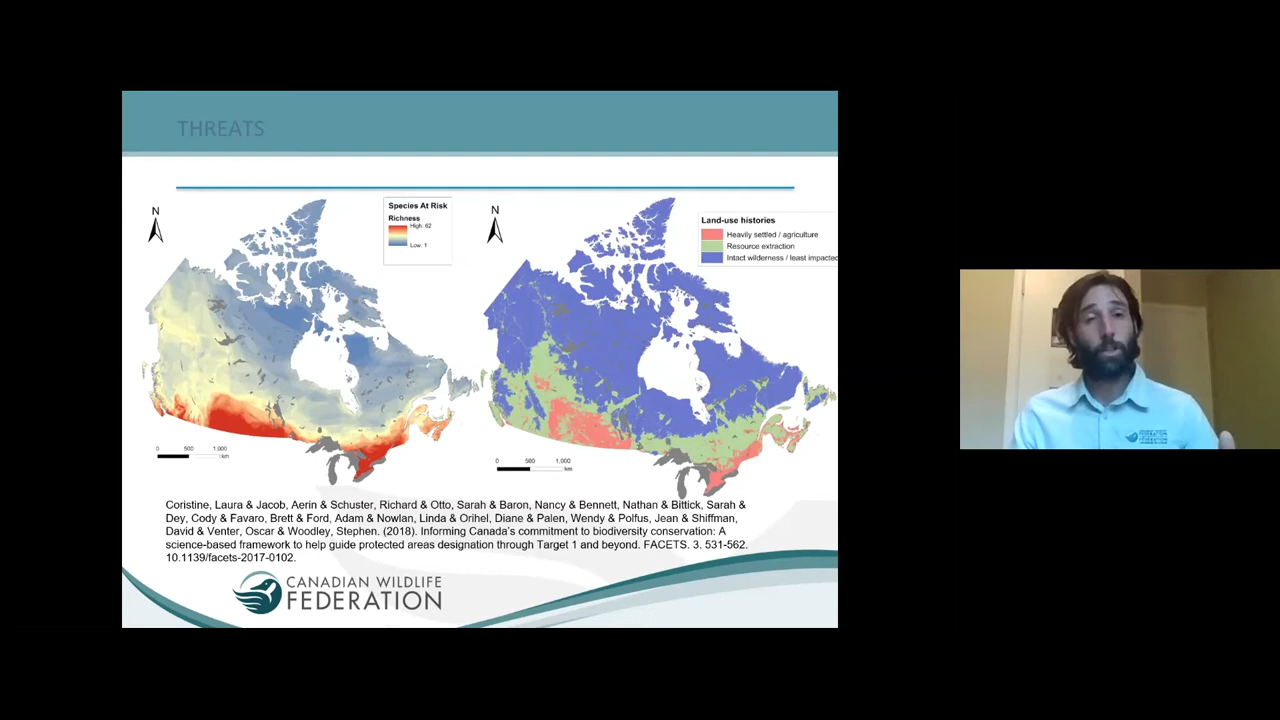 THREATS
N
Species At Risk
Richness
High: 62
Low: 1
0 500 1,000
km
N
Land-use histories
Heavily settled / agriculture
Resource extraction
Intact wilderness / least impacted
0 500 1,000
km
Coristine, Laura & Jacob, Aerin & Schuster, Richard & Otto, Sarah & Baron, Nancy & Bennett, Nathan & Bittick, Sarah &
Dey, Cody & Favaro, Brett & Ford, Adam & Nowlan, Linda & Orihel, Diane & Palen, Wendy & Polfus, Jean & Shiffman,
David & Venter, Oscar & Woodley, Stephen. (2018). Informing Canada's commitment to biodiversity conservation: A
science-based framework to help guide protected areas designation through Target 1 and beyond. FACETS. 3. 531-562.
10.1139/facets-2017-0102.
CANADIAN WILDLIFE
FEDERATION
FEDERATION